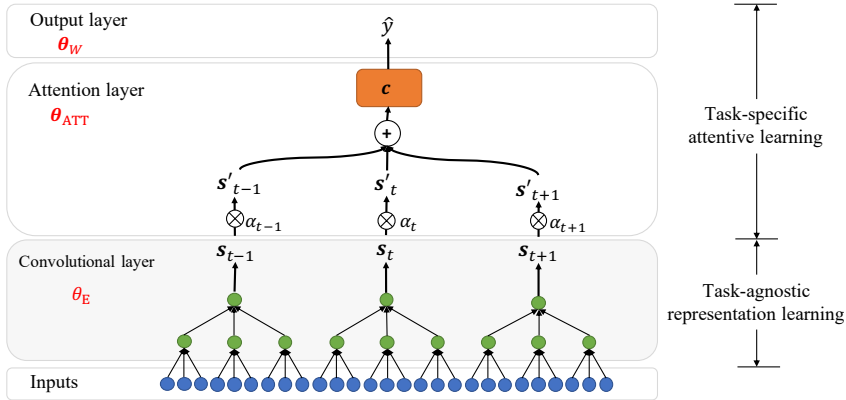 Output layer
θ_W
ŷ
Attention layer
θ_ATT
c
+
s′_{t−1} s′_t s′_{t+1}
α_{t−1} α_t α_{t+1}
s_{t−1} s_t s_{t+1}
Convolutional layer
θ_E
Inputs
Task-specific
attentive learning
Task-agnostic
representation learning